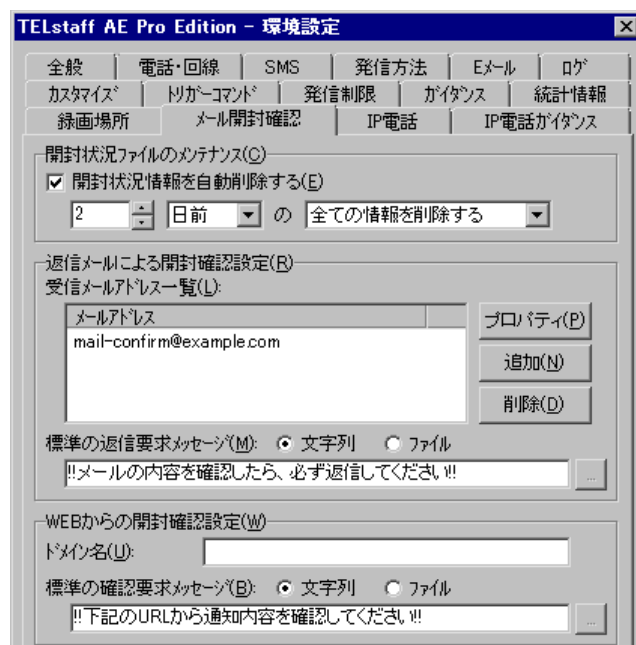 TELstaff AE Pro Edition - 環境設定
全般 電話・回線 SMS 発信方法 Eメール ログ
カスタマイズ トリガーコマンド 発信制限 ガイダンス 統計情報
録画場所 メール開封確認 IP電話 IP電話ガイダンス
開封状況ファイルのメンテナンス(C)
開封状況情報を自動削除する(E)
2 日前 の 全ての情報を削除する
返信メールによる開封確認設定(R)
受信メールアドレス一覧(L):
メールアドレス
プロパティ(P)
mail-confirm@example.com
追加(N)
削除(D)
標準の返信要求メッセージ(M): 文字列 ファイル
!!メールの内容を確認したら、必ず返信してください!! ...
WEBからの開封確認設定(W)
ドメイン名(U):
標準の確認要求メッセージ(B): 文字列 ファイル
!!下記のURLから通知内容を確認してください!! ...